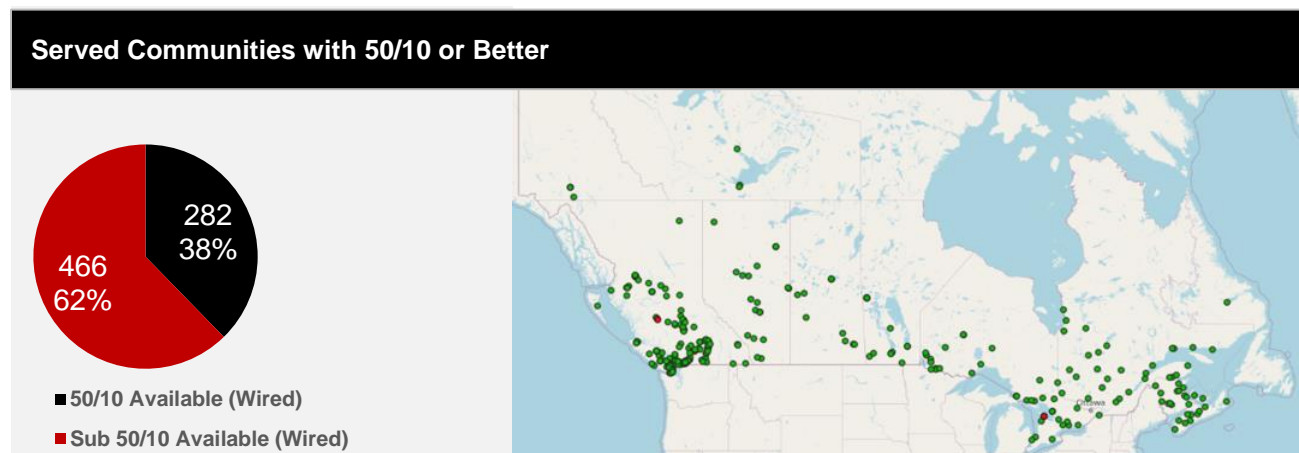 Served Communities with 50/10 or Better
282
38%
466
62%
50/10 Available (Wired)
Sub 50/10 Available (Wired)
Ottawa